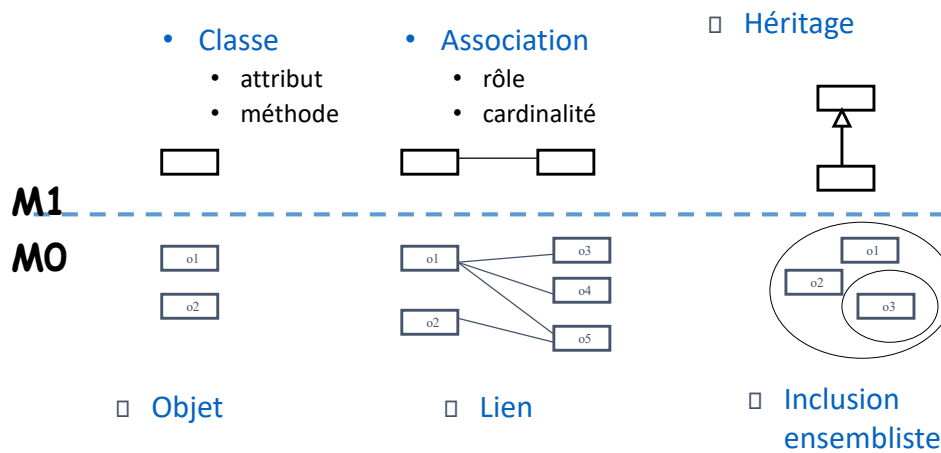 • Classe
• attribut
• méthode
• Association
• rôle
• cardinalité
Héritage
M1
M0
o1
o2
o1
o2
o3
o4
o5
o1
o2
o3
Objet
Lien
Inclusion
ensembliste